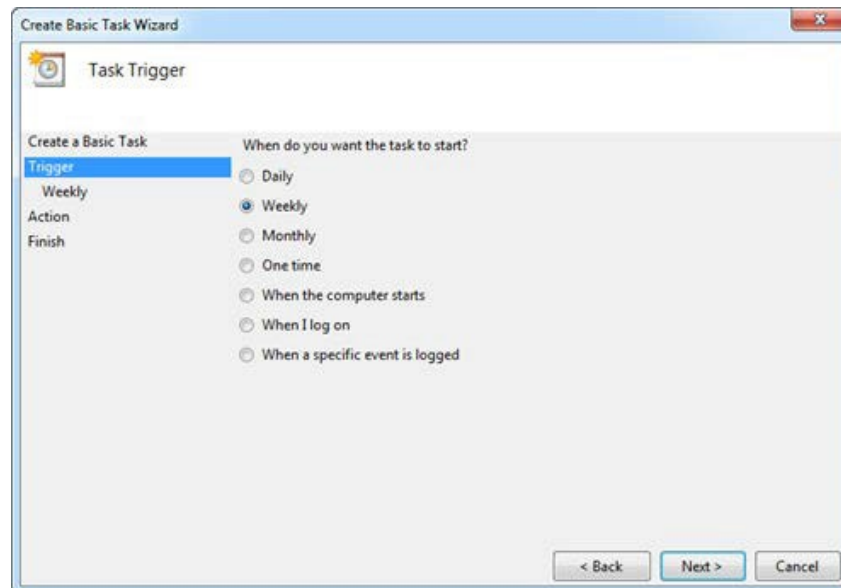 Create Basic Task Wizard
Task Trigger
Create a Basic Task
Trigger
Weekly
Action
Finish
When do you want the task to start?
Daily
Weekly
Monthly
One time
When the computer starts
When I log on
When a specific event is logged
< Back
Next >
Cancel